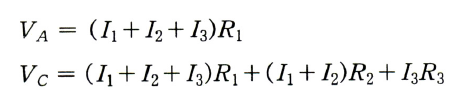 V_A = (I_1 + I_2 + I_3)R_1
V_C = (I_1 + I_2 + I_3)R_1 + (I_1 + I_2)R_2 + I_3R_3